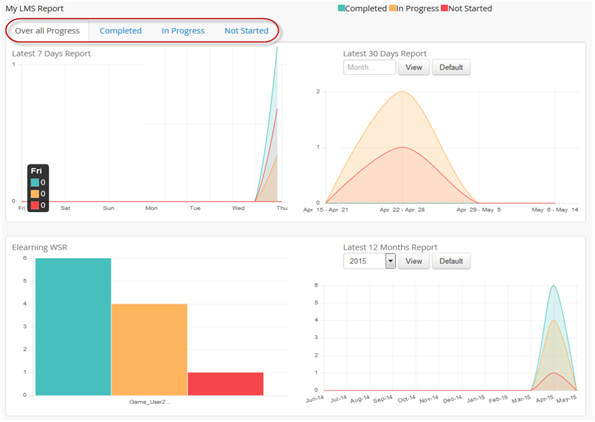 My LMS Report
Completed In Progress Not Started
Over all Progress Completed In Progress Not Started
Latest 7 Days Report
1
0
Fri
0
0
0
Fri Sat Sun Mon Tue Wed Thu
Latest 30 Days Report
Month... View Default
2
1
0
Apr 15 - Apr 21 Apr 22 - Apr 28 Apr 29 - May 5 May 6 - May 14
Elearning WSR
6
5
4
3
2
1
0
Game_User2...
Latest 12 Months Report
2015 View Default
6
5
4
3
2
1
0
Jun-14 Jul-14 Aug-14 Sep-14 Oct-14 Nov-14 Dec-14 Jan-15 Feb-15 Mar-15 Apr-15 May-15